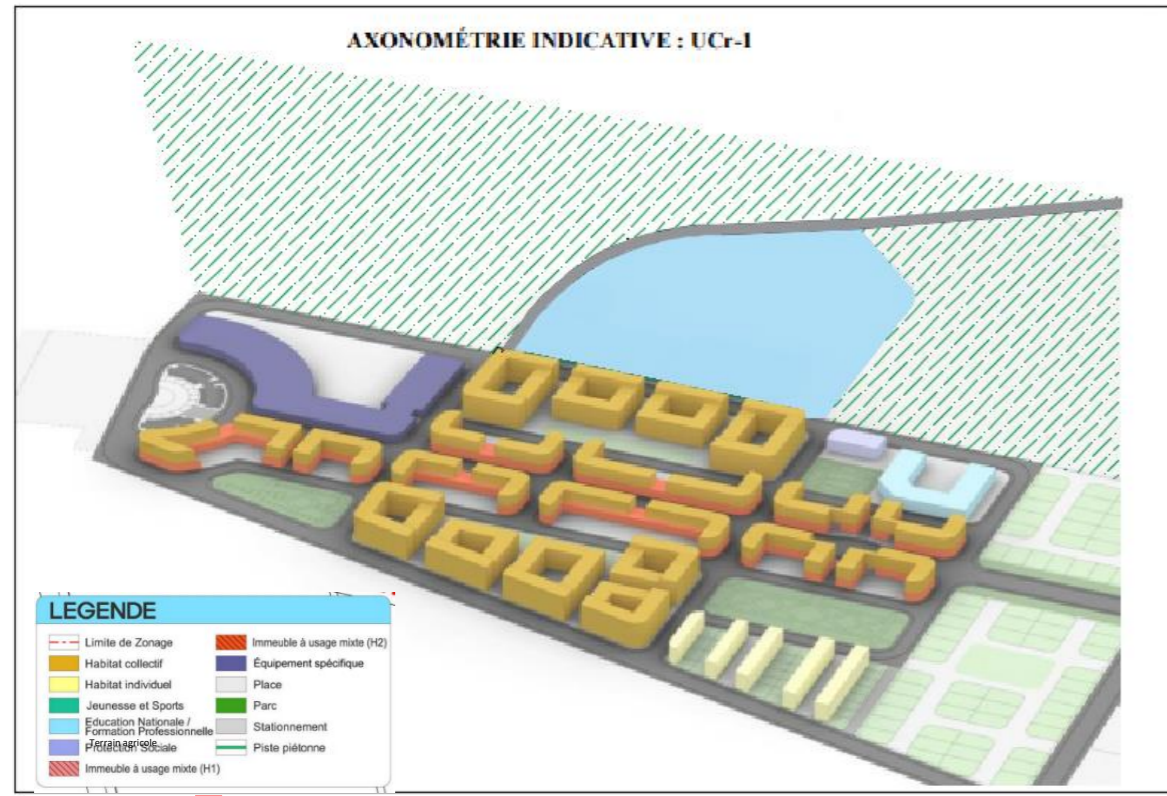 AXONOMÉTRIE INDICATIVE : UCr-1
LEGENDE
Limite de Zonage
Habitat collectif
Habitat individuel
Jeunesse et Sports
Education Nationale /
Formation Professionnelle
Terrain agricole
Protection Sociale
Immeuble à usage mixte (H1)
Immeuble à usage mixte (H2)
Équipement spécifique
Place
Parc
Stationnement
Piste piétonne